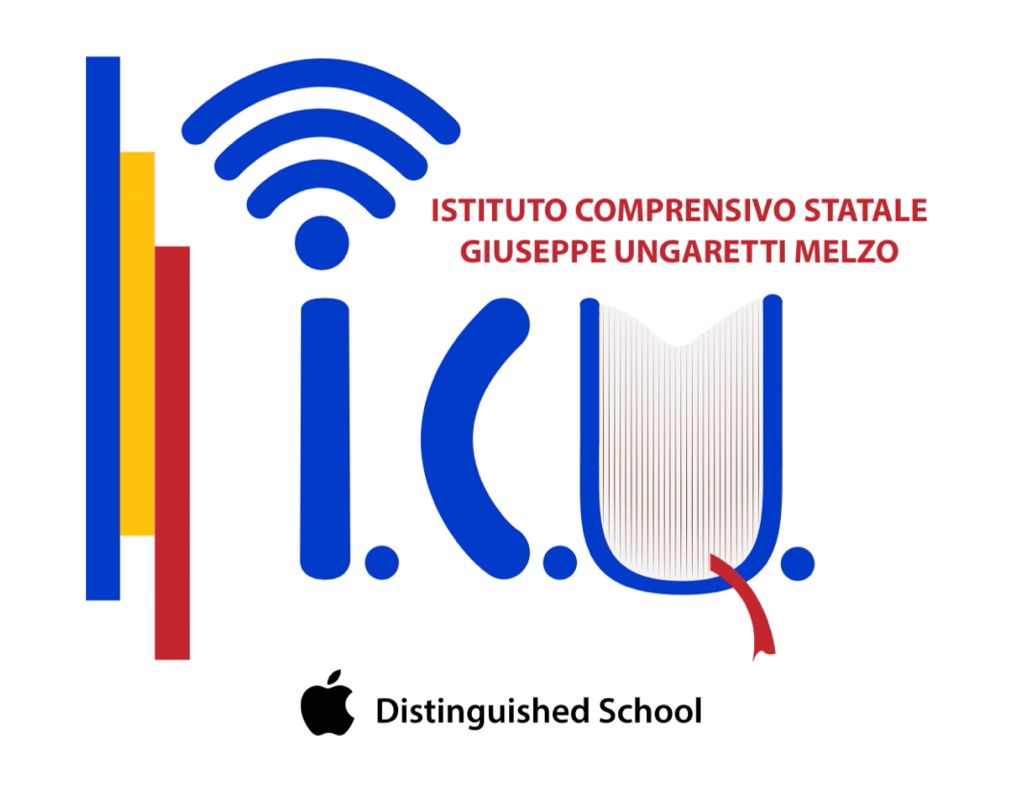 ISTITUTO COMPRENSIVO STATALE
GIUSEPPE UNGARETTI MELZO
i.c.u.
Distinguished School